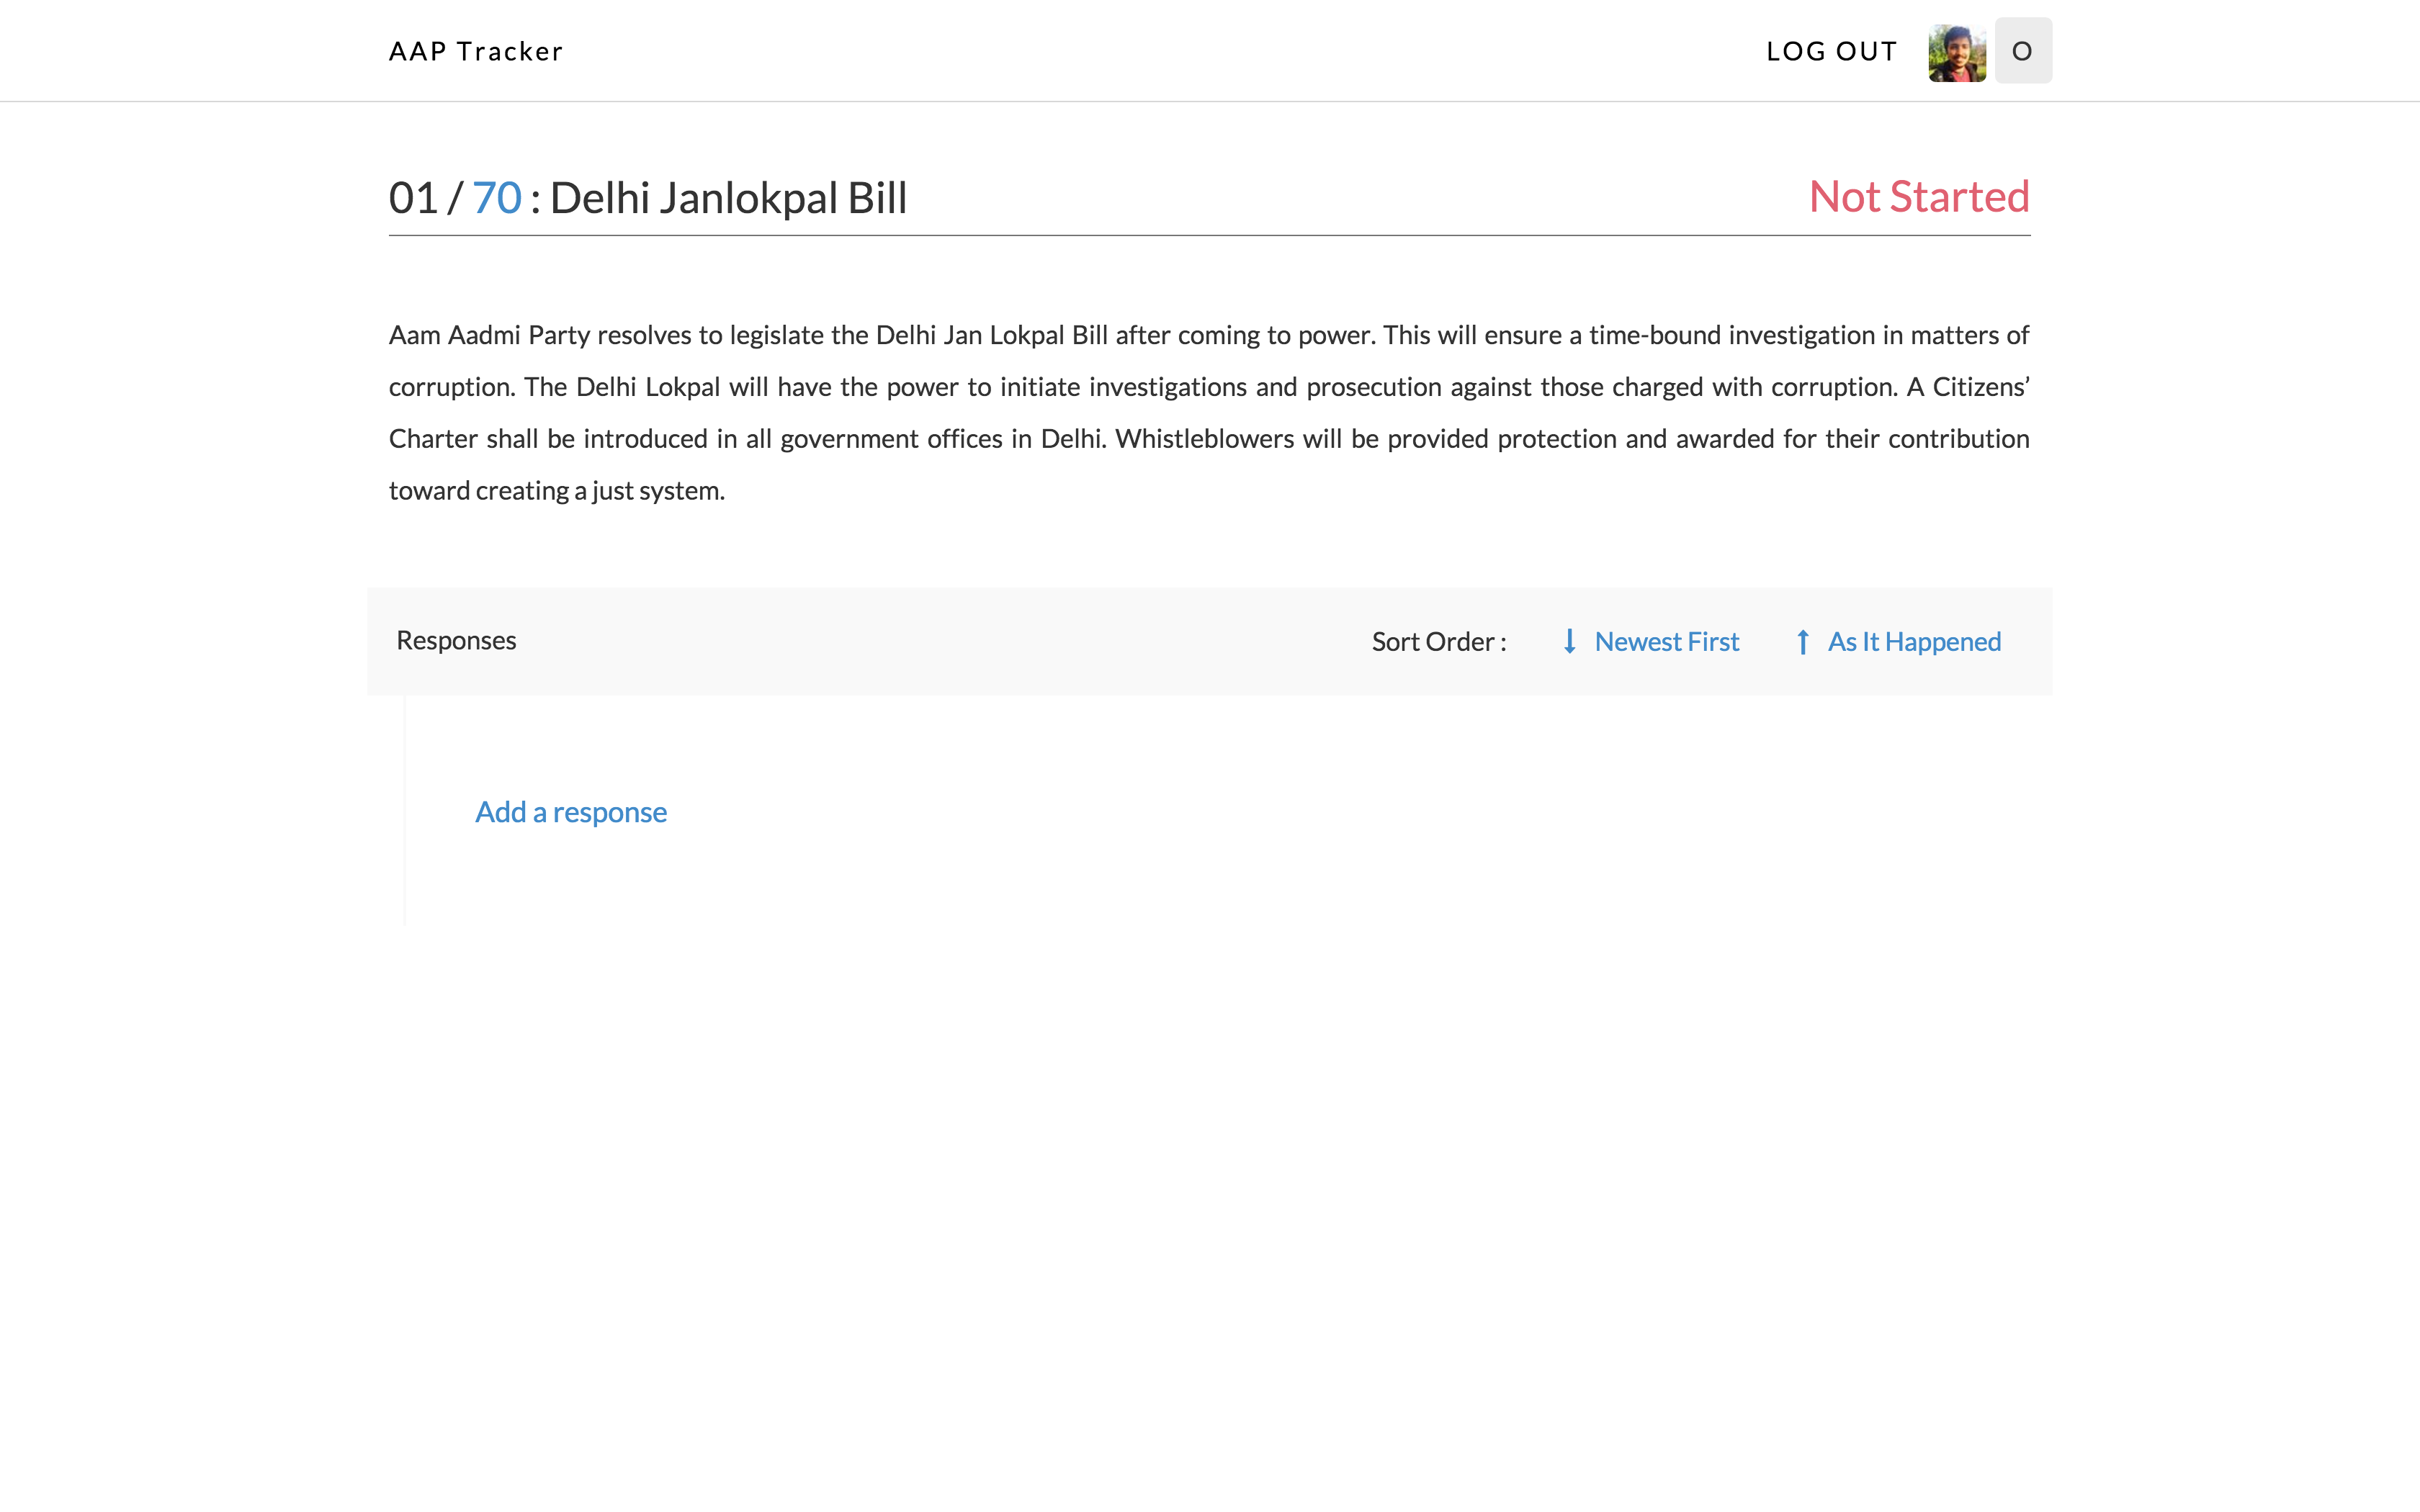 AAP Tracker
LOG OUT
O
01 / 70 : Delhi Janlokpal Bill
Not Started
Aam Aadmi Party resolves to legislate the Delhi Jan Lokpal Bill after coming to power. This will ensure a time-bound investigation in matters of
corruption. The Delhi Lokpal will have the power to initiate investigations and prosecution against those charged with corruption. A Citizens’
Charter shall be introduced in all government offices in Delhi. Whistleblowers will be provided protection and awarded for their contribution
toward creating a just system.
Responses
Sort Order :
Newest First
As It Happened
Add a response